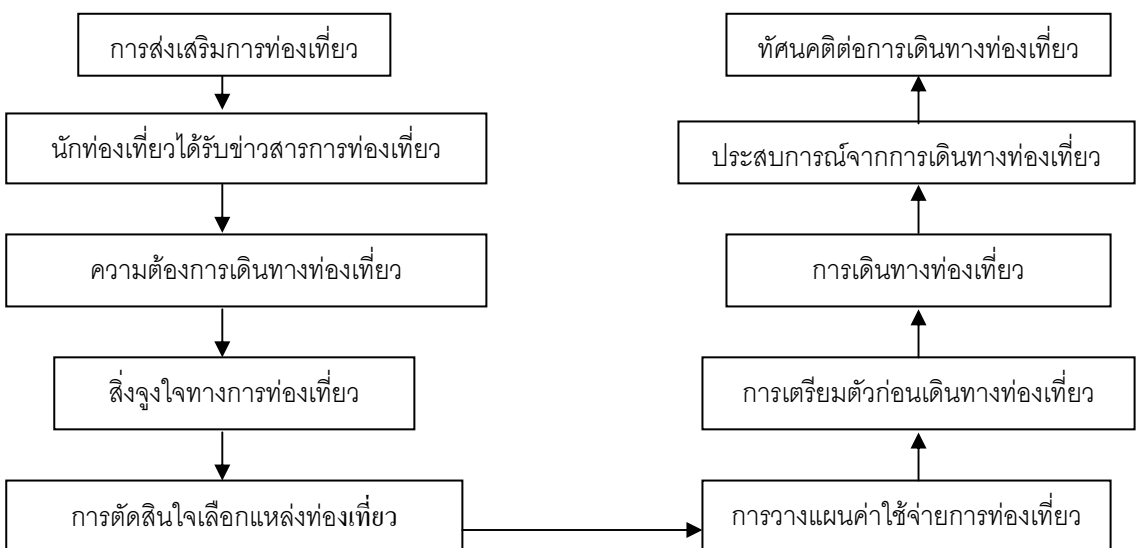 การส่งเสริมการท่องเที่ยว
นักท่องเที่ยวได้รับข่าวสารการท่องเที่ยว
ความต้องการเดินทางท่องเที่ยว
สิ่งจูงใจทางการท่องเที่ยว
การตัดสินใจเลือกแหล่งท่องเที่ยว
การวางแผนค่าใช้จ่ายการท่องเที่ยว
การเตรียมตัวก่อนเดินทางท่องเที่ยว
การเดินทางท่องเที่ยว
ประสบการณ์จากการเดินทางท่องเที่ยว
ทัศนคติต่อการเดินทางท่องเที่ยว